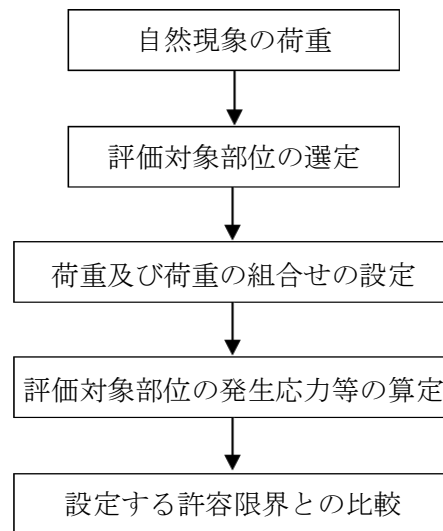 自然現象の荷重
評価対象部位の選定
荷重及び荷重の組合せの設定
評価対象部位の発生応力等の算定
設定する許容限界との比較